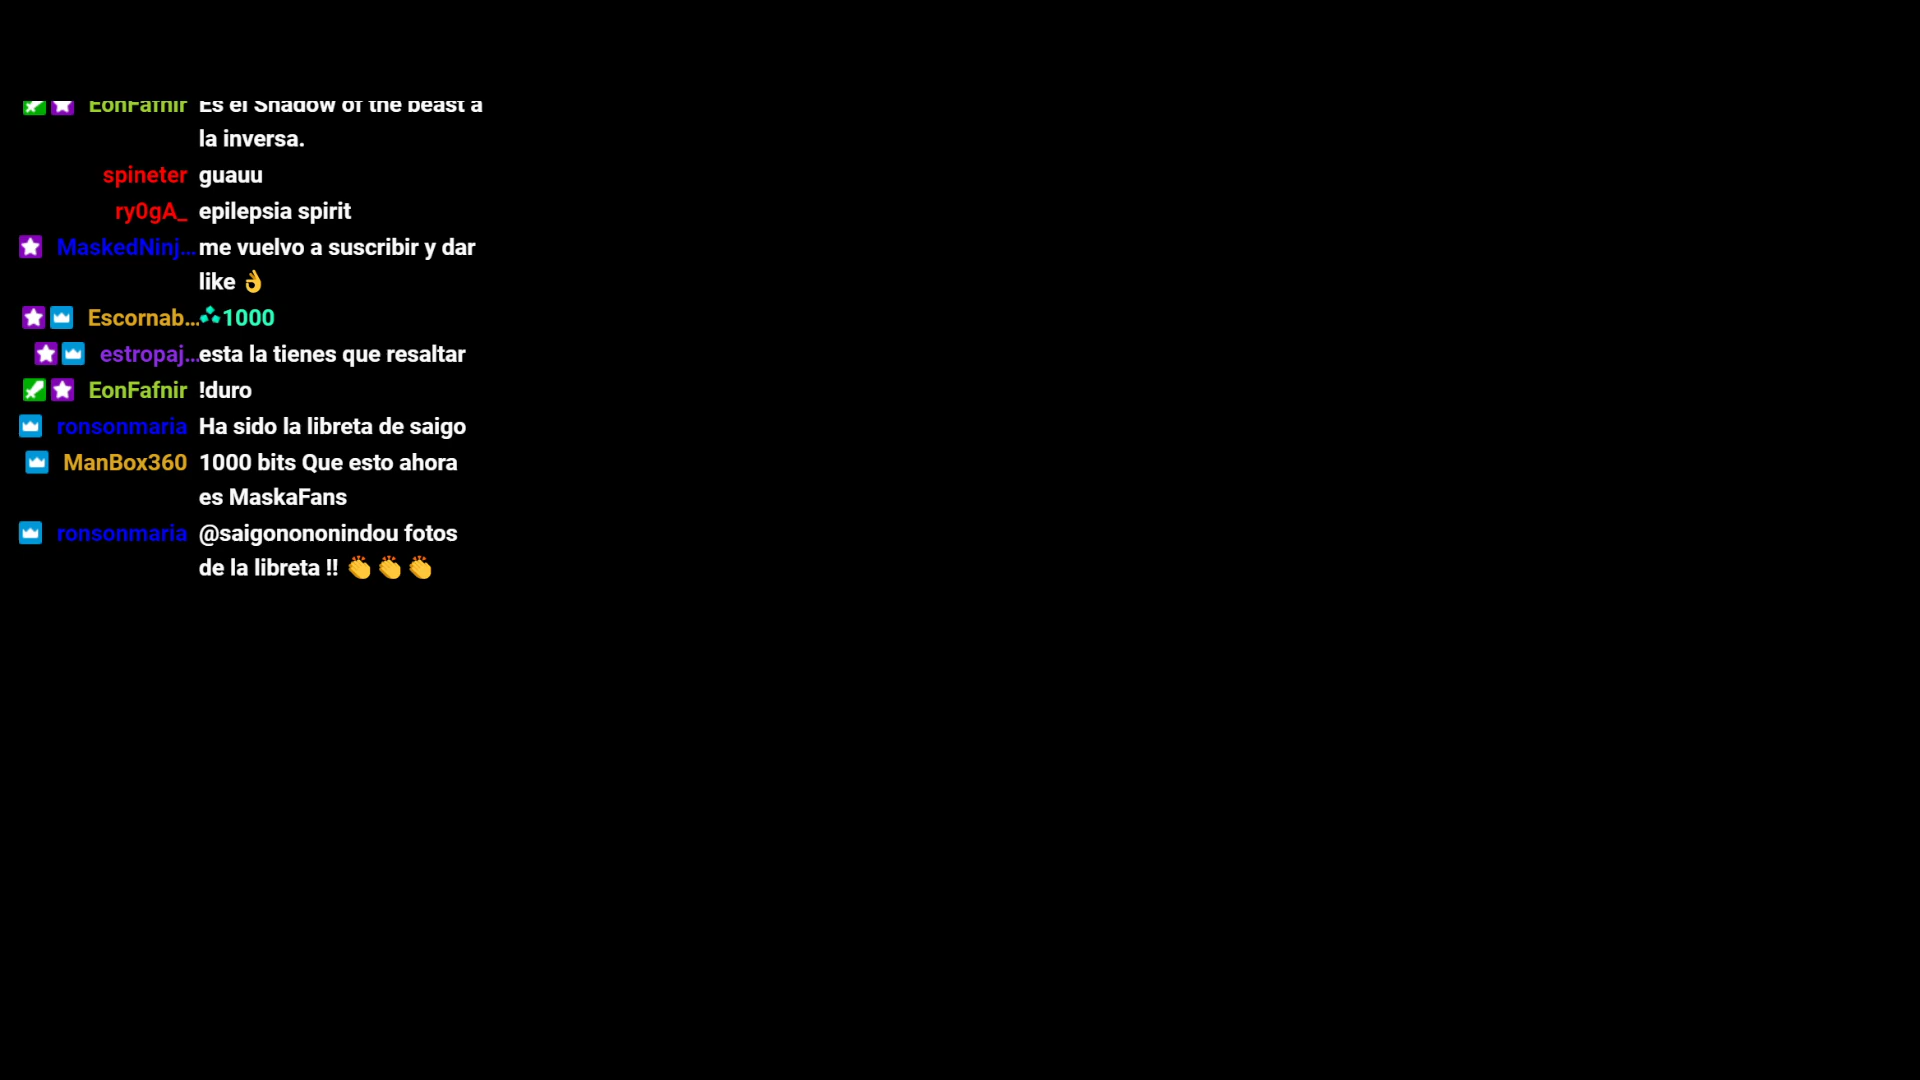 EonFafnir Es el Shadow of the beast a
la inversa.
spineter guauu
ry0gA_ epilepsia spirit
MaskedNinj... me vuelvo a suscribir y dar
like 👌
Escornab... 1000
estropaj... esta la tienes que resaltar
EonFafnir !duro
ronsonmaria Ha sido la libreta de saigo
ManBox360 1000 bits Que esto ahora
es MaskaFans
ronsonmaria @saigonononindou fotos
de la libreta !! 👏 👏 👏